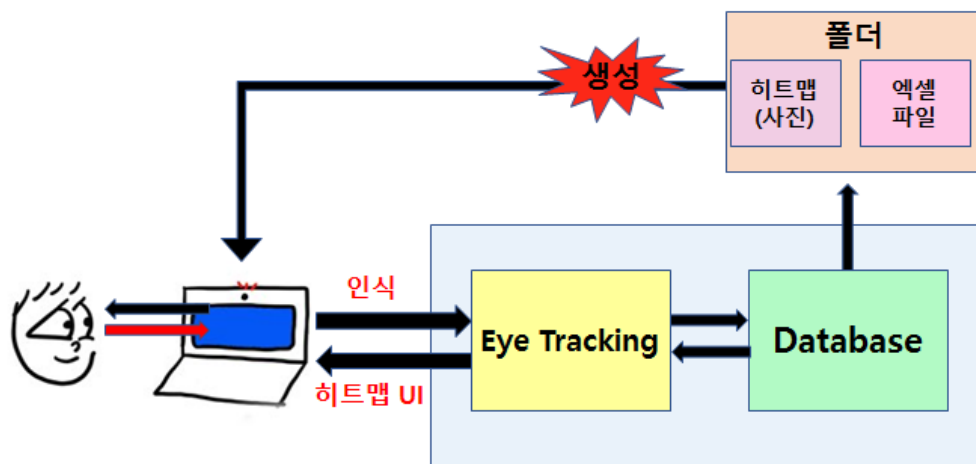 폴더
생성
히트맵
(사진)
엑셀
파일
인식
Eye Tracking
Database
히트맵 UI